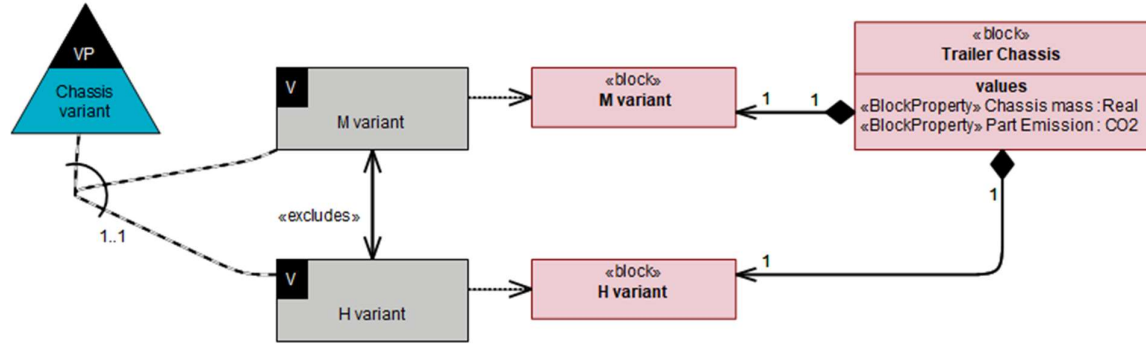 VP
Chassis
variant
1..1
V
M variant
«excludes»
V
H variant
«block»
M variant
1
1
«block»
H variant
1
1
«block»
Trailer Chassis
values
«BlockProperty» Chassis mass : Real
«BlockProperty» Part Emission : CO2